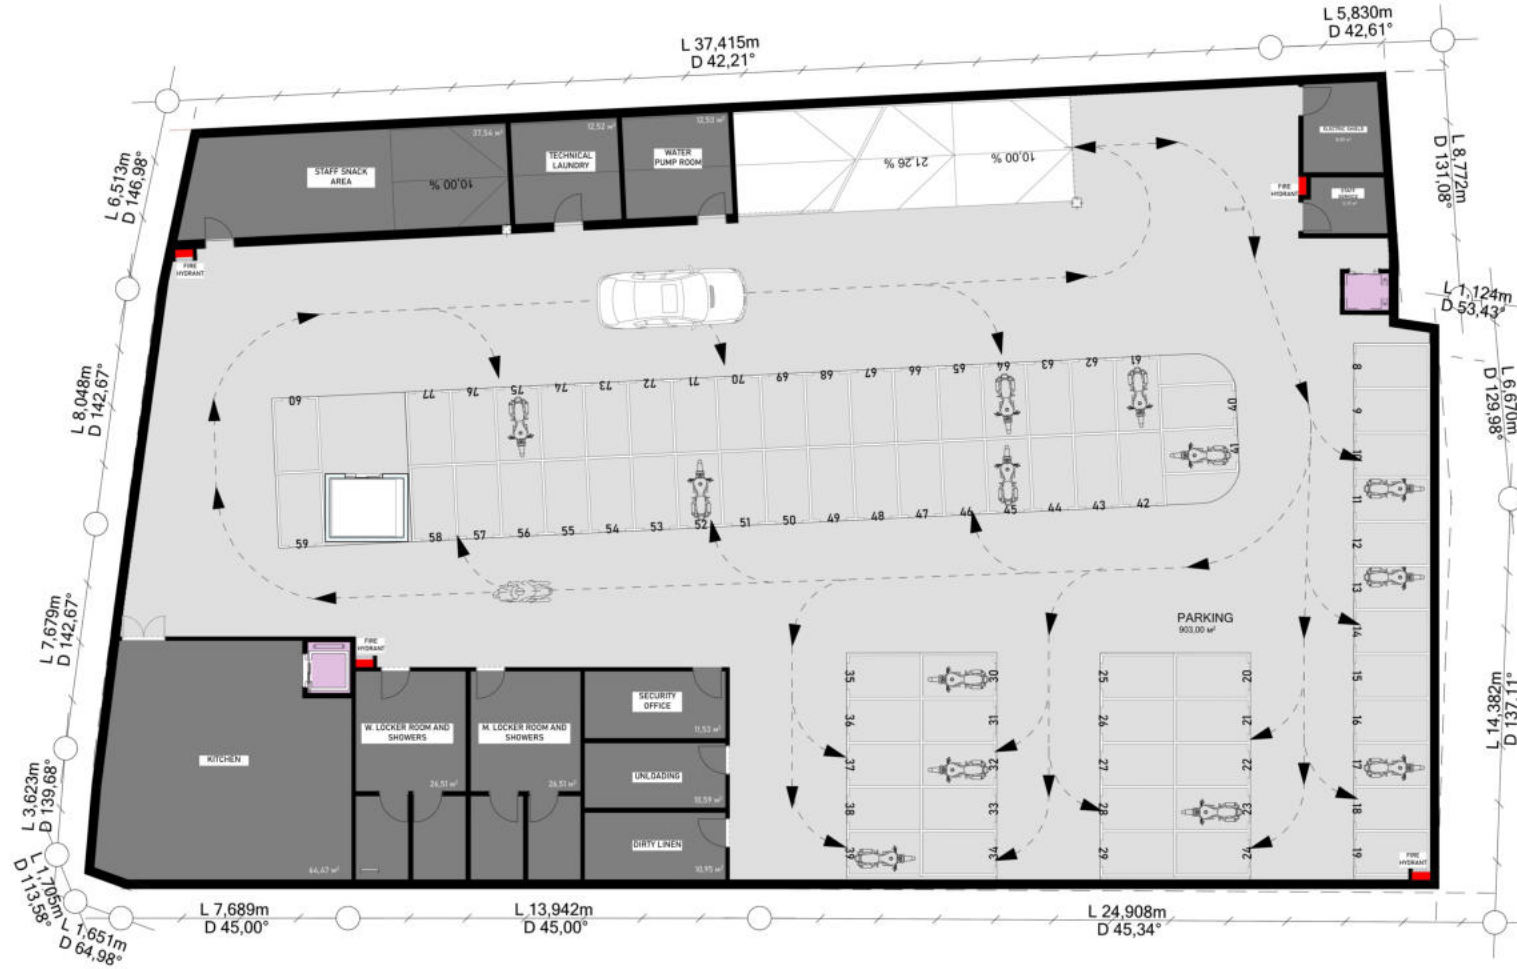 L 5,830m
D 42,61°
L 37,415m
D 42,21°
L 6,513m
D 146,98°
L 8,772m
D 131,08°
37,54 m²
12,52 m²
12,53 m²
STAFF SNACK
AREA
10,00 %
TECHNICAL
LAUNDRY
WATER
PUMP ROOM
21,26 %
10,00 %
ELECTRIC SHIELD
FIRE
HYDRANT
STAFF
FIRE
HYDRANT
L 1,124m
D 53,43°
L 8,048m
D 142,67°
L 6,670m
D 129,98°
60
77
76
75
74
73
72
71
70
69
68
67
66
65
64
63
62
61
40
41
59
58
57
56
55
54
53
52
51
50
49
48
47
46
45
44
43
42
8
9
10
11
12
13
14
15
16
17
18
19
PARKING
903,00 м²
L 7,679m
D 142,67°
FIRE
HYDRANT
L 14,382m
D 137,11°
35
36
37
38
39
30
31
32
33
34
25
26
27
28
29
20
21
22
23
24
KITCHEN
64,47 m²
W. LOCKER ROOM AND
SHOWERS
26,51 m²
M. LOCKER ROOM AND
SHOWERS
26,51 m²
SECURITY
OFFICE
11,53 m²
UNLOADING
10,59 m²
DIRTY LINEN
10,95 m²
FIRE
HYDRANT
L 3,623m
D 139,68°
L 1,705m
D 113,58°
L 1,651m
D 64,98°
L 7,689m
D 45,00°
L 13,942m
D 45,00°
L 24,908m
D 45,34°